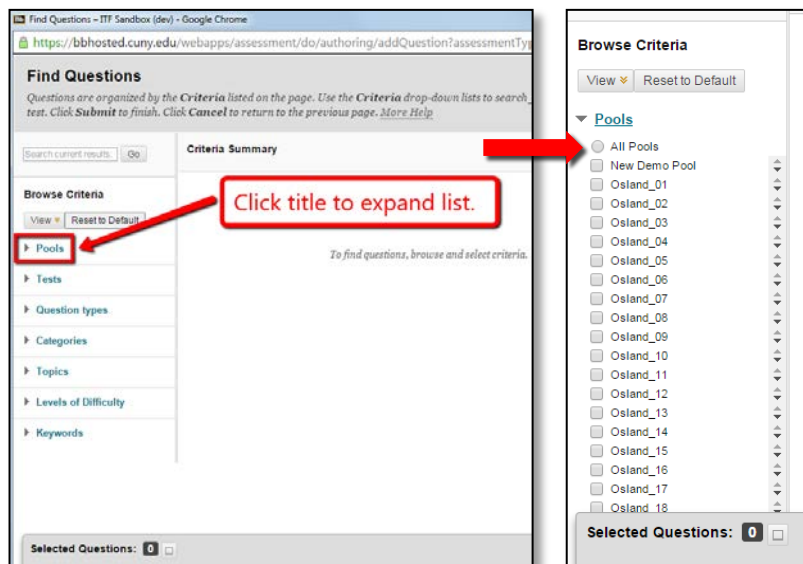 Find Questions – ITF Sandbox (dev) - Google Chrome
https://bbhosted.cuny.edu/webapps/assessment/do/authoring/addQuestion?assessmentTyp
Find Questions
Questions are organized by the Criteria listed on the page. Use the Criteria drop-down lists to search
test. Click Submit to finish. Click Cancel to return to the previous page. More Help
Search current results. Go
Criteria Summary
Browse Criteria
View Reset to Default
Click title to expand list.
Pools
To find questions, browse and select criteria.
Tests
Question types
Categories
Topics
Levels of Difficulty
Keywords
Selected Questions: 0
Browse Criteria
View Reset to Default
Pools
All Pools
New Demo Pool
Osland_01
Osland_02
Osland_03
Osland_04
Osland_05
Osland_06
Osland_07
Osland_08
Osland_09
Osland_10
Osland_11
Osland_12
Osland_13
Osland_14
Osland_15
Osland_16
Osland_17
Osland_18
Selected Questions: 0